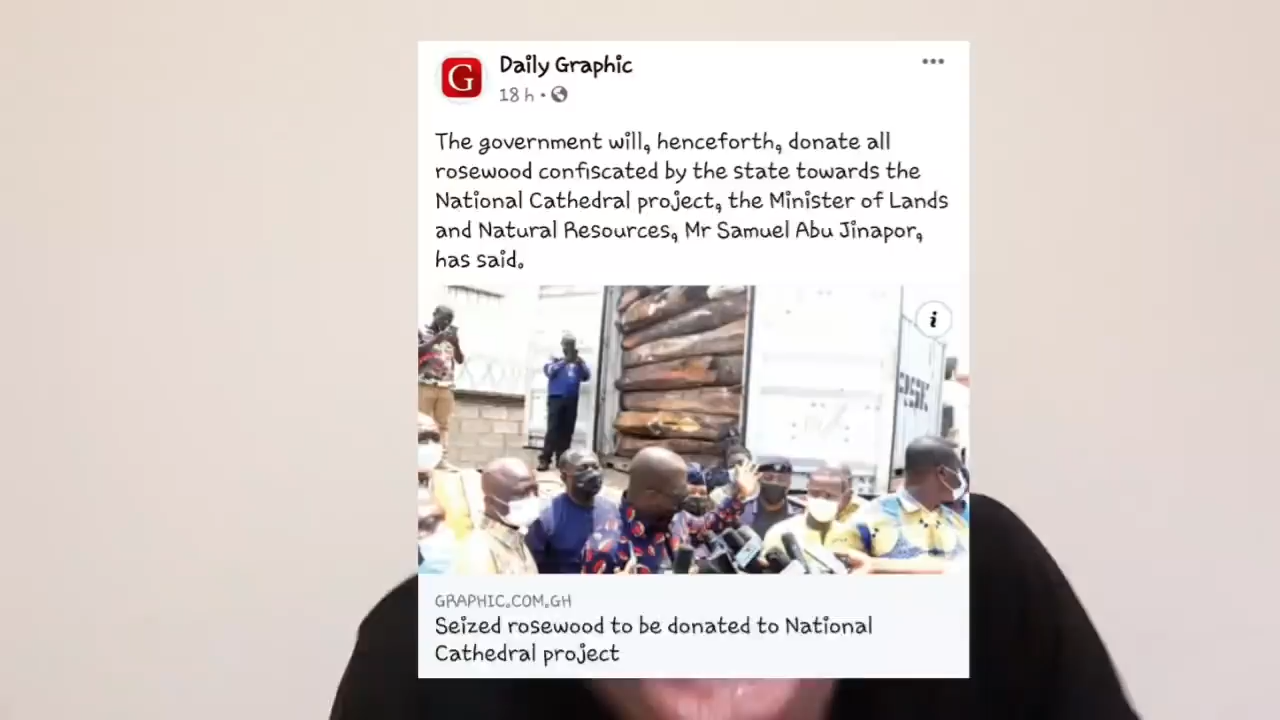 Daily Graphic
18 h
The government will, henceforth, donate all
rosewood confiscated by the state towards the
National Cathedral project, the Minister of Lands
and Natural Resources, Mr Samuel Abu Jinapor,
has said.
GRAPHIC.COM.GH
Seized rosewood to be donated to National
Cathedral project